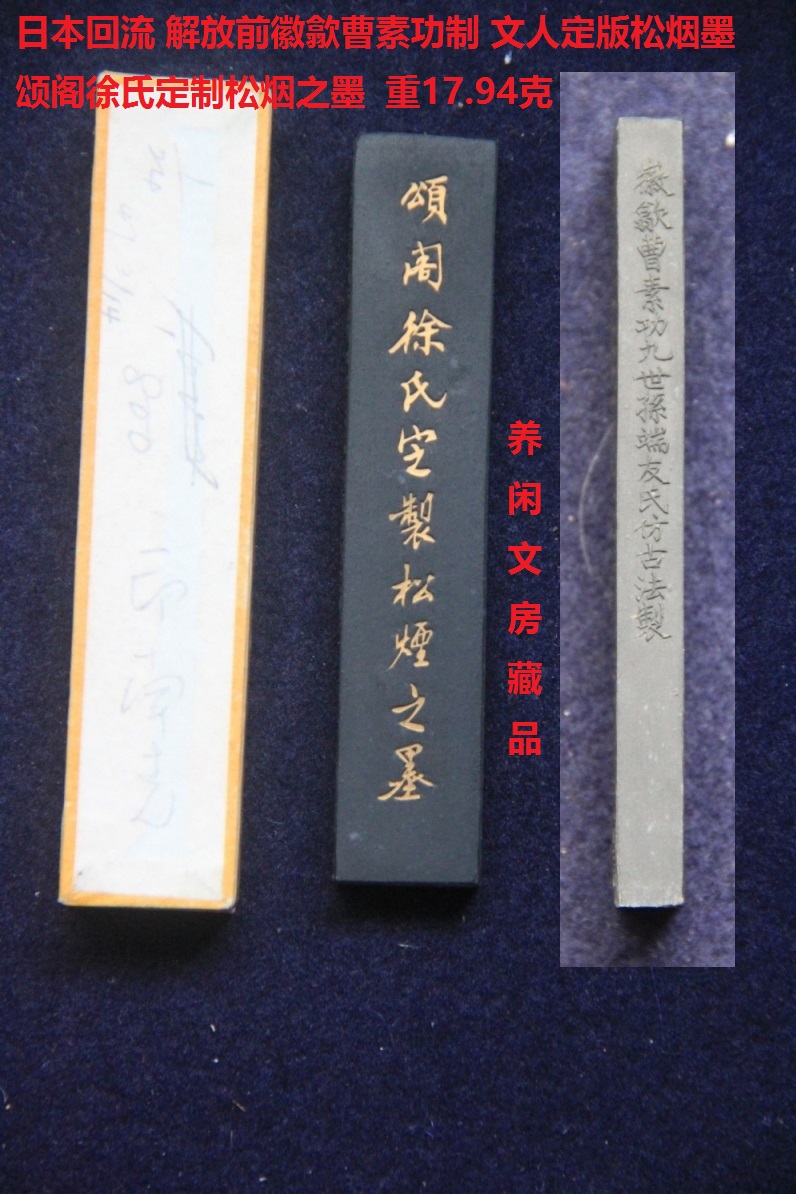 日本回流 解放前徽歙曹素功制 文人定版松烟墨
颂阁徐氏定制松烟之墨 重17.94克
頌閣徐氏定製松煙之墨
养闲文房藏品
徽歙曹素功九世孫端友氏仿古法製
800